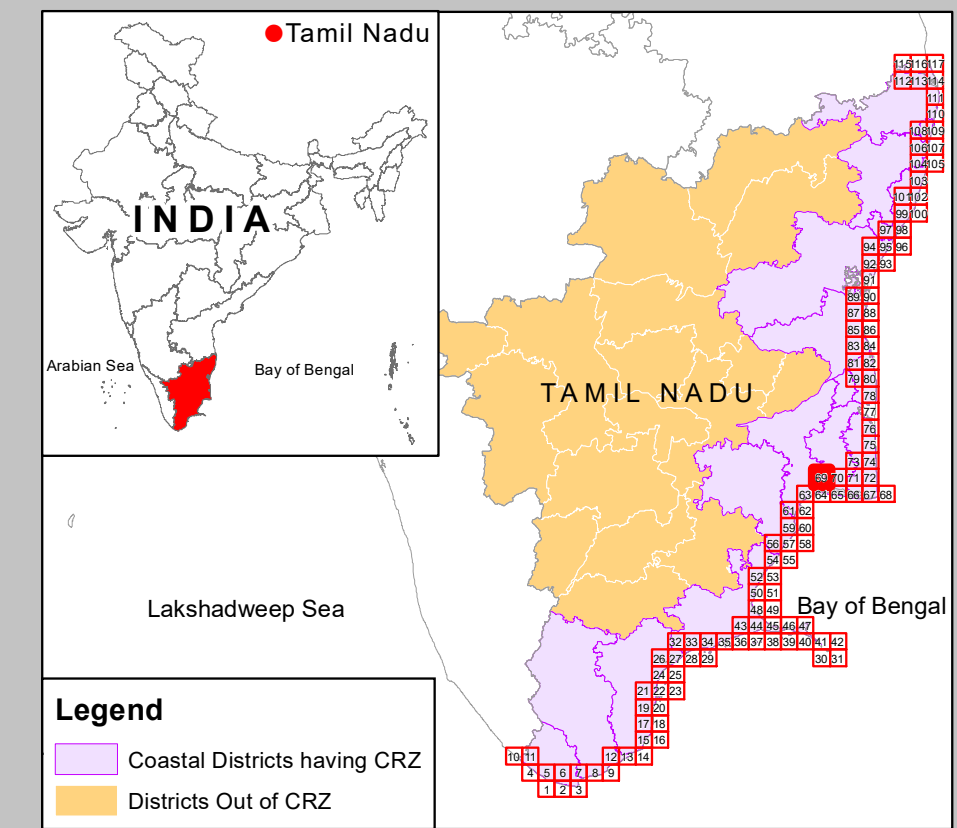 Tamil Nadu
INDIA
Arabian Sea
Bay of Bengal
TAMIL NADU
Lakshadweep Sea
Bay of Bengal
115 116 117
112 113 114
111
110
108 109
106 107
104 105
103
101 102
99 100
97 98
94 95 96
92 93
91
89 90
87 88
85 86
83 84
81 82
79 80
78
77
76
75
73 74
69 70 71 72
63 64 65 66 67 68
61 62
59 60
56 57 58
54 55
52 53
50 51
48 49
43 44 45 46 47
32 33 34 35 36 37 38 39 40 41 42
26 27 28 29 30 31
24 25
21 22 23
19 20
17 18
15 16
10 11 12 13 14
4 5 6 7 8 9
1 2 3
Legend
Coastal Districts having CRZ
Districts Out of CRZ